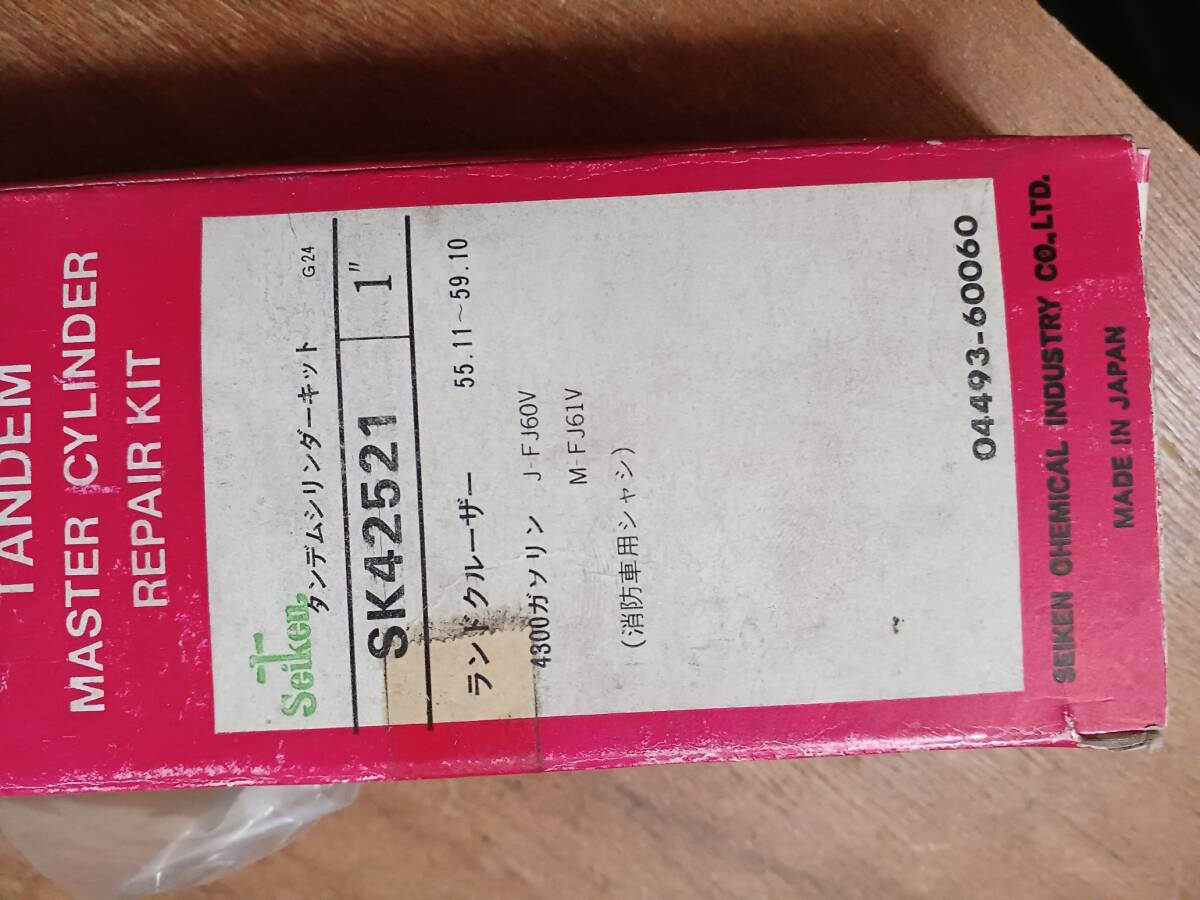 TANDEM
MASTER CYLINDER
REPAIR KIT
Seiken
タンデムシリンダーキット G24
SK42521 1"
ランドクルーザー 55.11~59.10
4300ガソリン J-FJ60V
M-FJ61V
(消防車用シャシ)
04493-60060
SEIKEN CHEMICAL INDUSTRY CO.,LTD.
MADE IN JAPAN